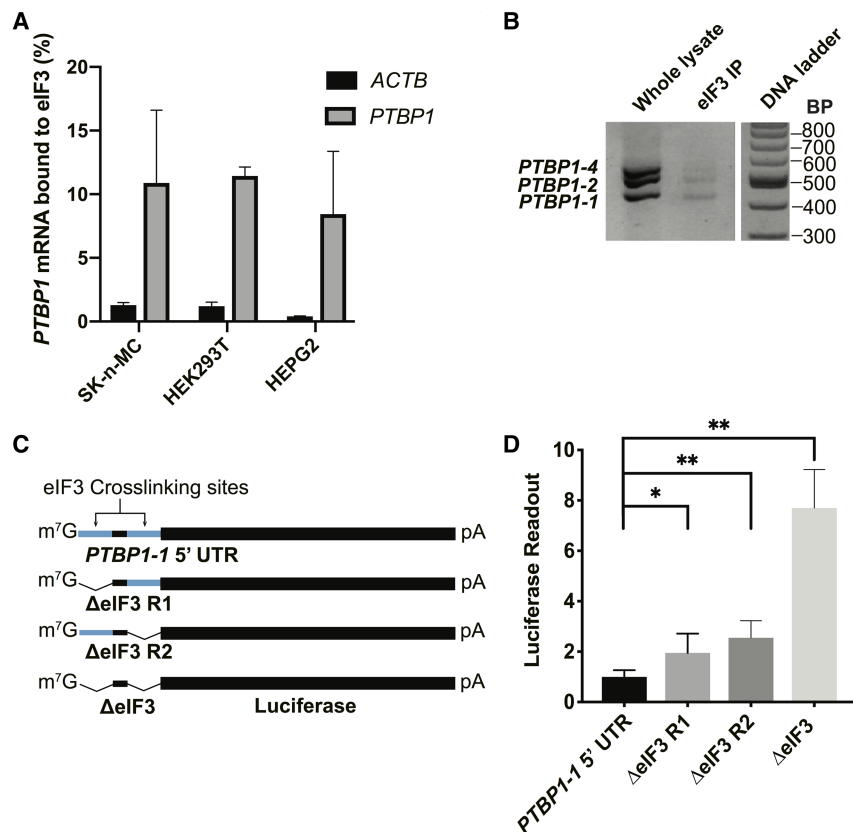 A
PTBP1 mRNA bound to eIF3 (%)
20
15
10
5
0
ACTB
PTBP1
SK-n-MC
HEK293T
HEPG2
B
Whole lysate
eIF3 IP
DNA ladder
BP
PTBP1-4
PTBP1-2
PTBP1-1
800
700
600
500
400
300
C
eIF3 Crosslinking sites
m⁷G pA
PTBP1-1 5' UTR
m⁷G pA
ΔeIF3 R1
m⁷G pA
ΔeIF3 R2
m⁷G pA
ΔeIF3 Luciferase
D
Luciferase Readout
10
8
6
4
2
0
**
**
*
PTBP1-1 5' UTR
ΔeIF3 R1
ΔeIF3 R2
ΔeIF3